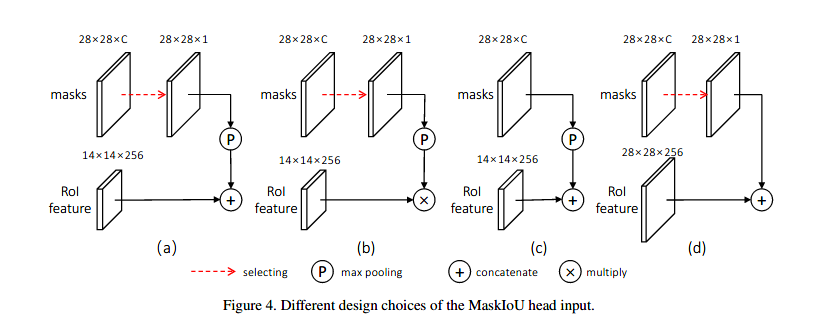 28×28×C 28×28×1 28×28×C 28×28×1 28×28×C 28×28×C 28×28×1
masks masks masks masks
P P P
14×14×256 14×14×256 14×14×256 28×28×256
RoI feature RoI feature RoI feature RoI feature
+ × + +
(a) (b) (c) (d)
selecting P max pooling + concatenate × multiply
Figure 4. Different design choices of the MaskIoU head input.